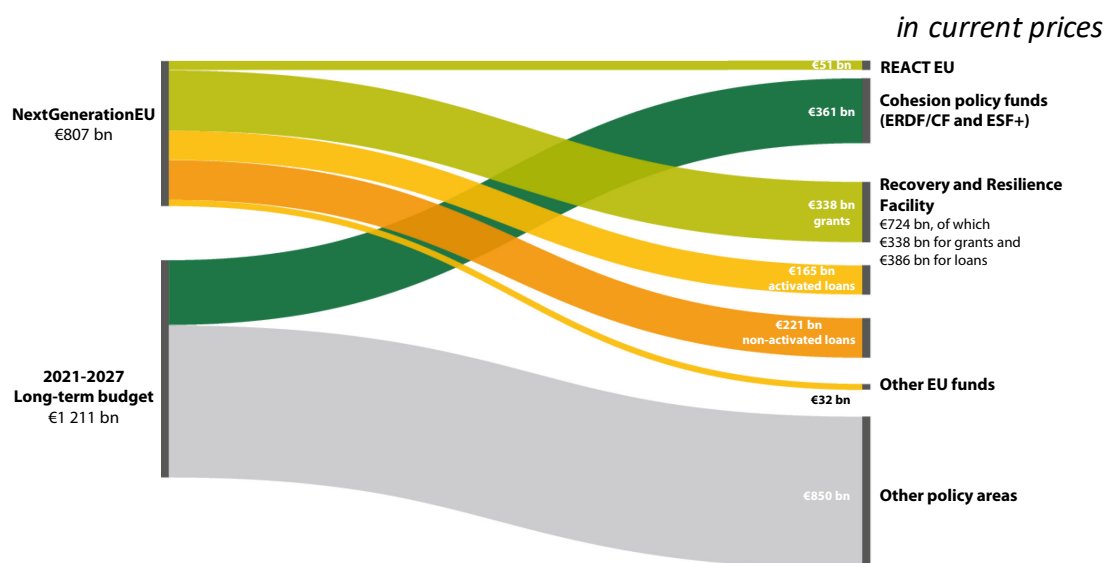 in current prices
NextGenerationEU
€807 bn
2021-2027
Long-term budget
€1 211 bn
€51 bn
REACT EU
€361 bn
Cohesion policy funds
(ERDF/CF and ESF+)
€338 bn
grants
Recovery and Resilience
Facility
€724 bn, of which
€338 bn for grants and
€386 bn for loans
€165 bn
activated loans
€221 bn
non-activated loans
Other EU funds
€32 bn
€850 bn
Other policy areas